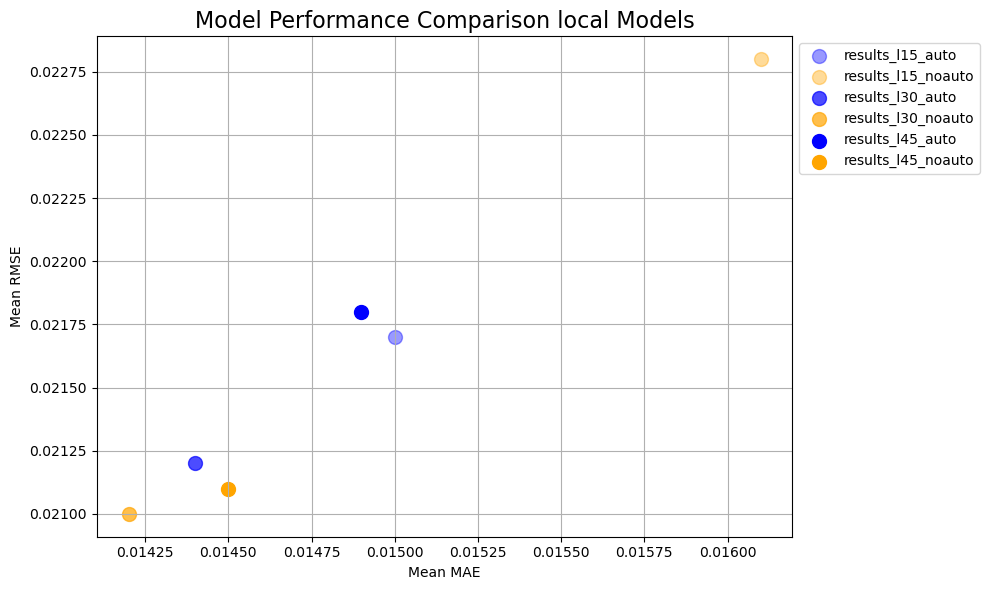 Model Performance Comparison local Models
Mean RMSE
0.02275
0.02250
0.02225
0.02200
0.02175
0.02150
0.02125
0.02100
0.01425 0.01450 0.01475 0.01500 0.01525 0.01550 0.01575 0.01600
Mean MAE
results_l15_auto
results_l15_noauto
results_l30_auto
results_l30_noauto
results_l45_auto
results_l45_noauto